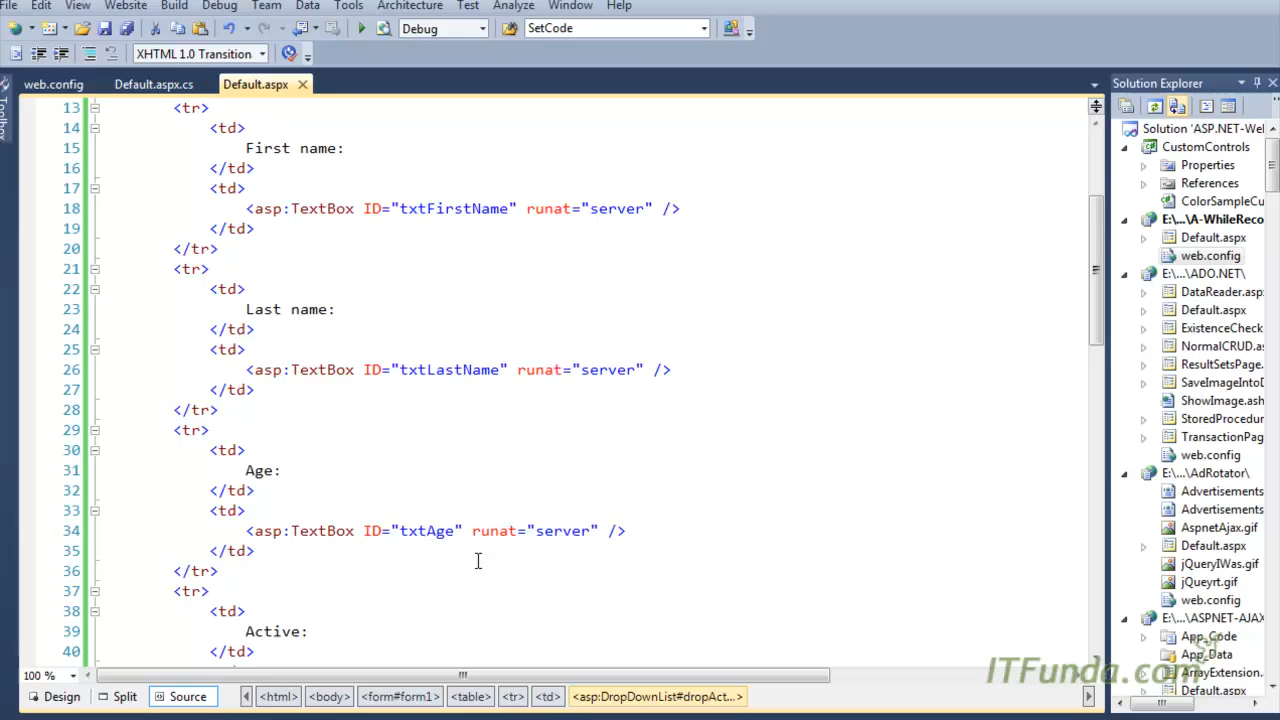 File Edit View Website Build Debug Team Data Tools Architecture Test Analyze Window Help
Debug SetCode
XHTML 1.0 Transition
web.config Default.aspx.cs Default.aspx
13 <tr>
14 <td>
15 First name:
16 </td>
17 <td>
18 <asp:TextBox ID="txtFirstName" runat="server" />
19 </td>
20 </tr>
21 <tr>
22 <td>
23 Last name:
24 </td>
25 <td>
26 <asp:TextBox ID="txtLastName" runat="server" />
27 </td>
28 </tr>
29 <tr>
30 <td>
31 Age:
32 </td>
33 <td>
34 <asp:TextBox ID="txtAge" runat="server" />
35 </td>
36 </tr>
37 <tr>
38 <td>
39 Active:
40 </td>
100 %
Design Split Source <html> <body> <form#form1> <table> <tr> <td> <asp:DropDownList#dropAct...>
Toolbox
Solution Explorer
Solution 'ASP.NET-Wel
CustomControls
Properties
References
ColorSampleCu
E:\...\A-WhileReco
Default.aspx
web.config
E:\...\ADO.NET\
DataReader.asp
Default.aspx
ExistenceCheck
NormalCRUD.as
ResultSetsPage.
SaveImageIntoD
ShowImage.ash
StoredProcedur
TransactionPag
web.config
E:\...\AdRotator\
Advertisements
Advertisements
AspnetAjax.gif
Default.aspx
jQueryIWas.gif
jQueyrt.gif
web.config
E:\...\ASPNET-AJAX
App_Code
App_Data
ArrayExtension.
Default.aspx
ITFunda.com